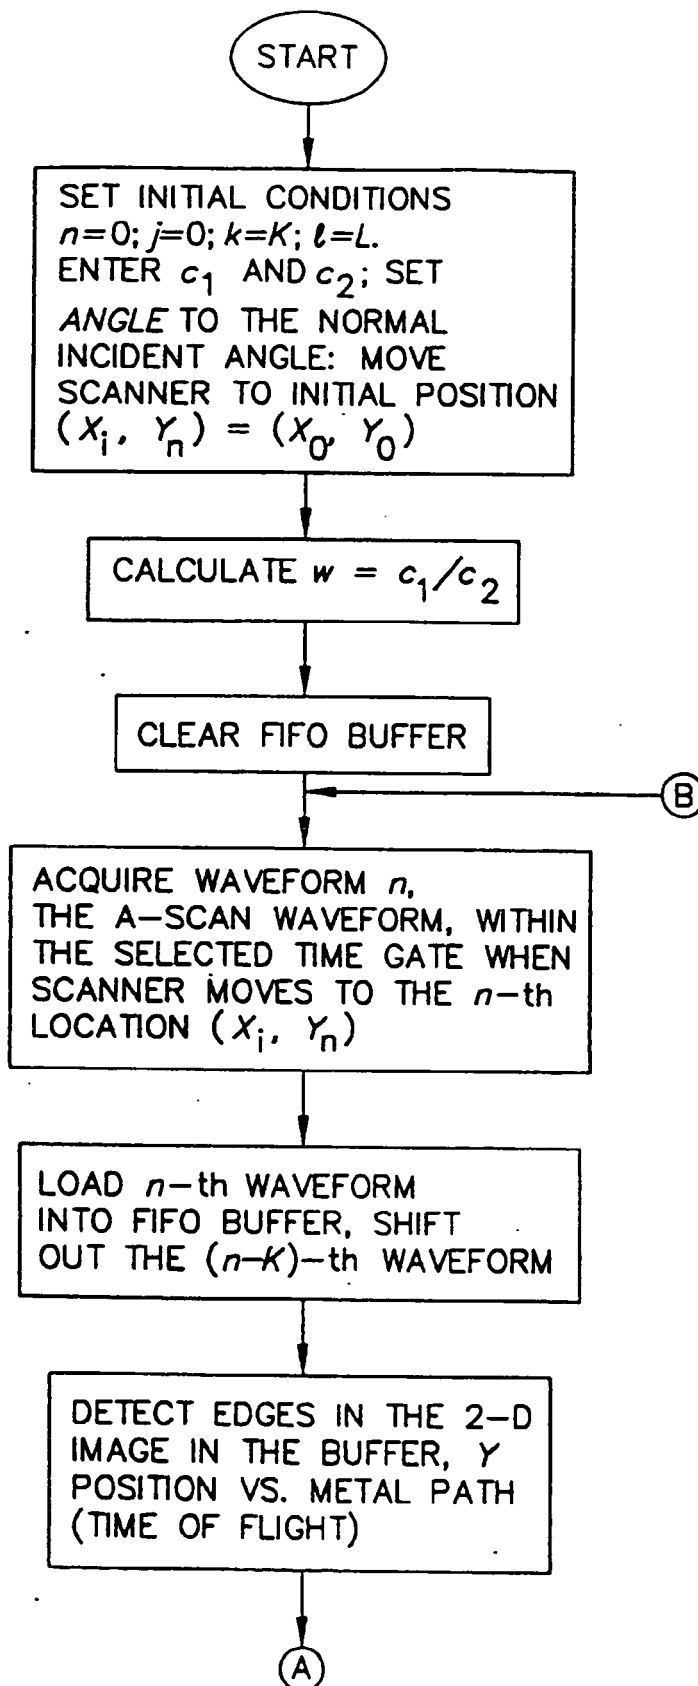 START
SET INITIAL CONDITIONS
n=0; j=0; k=K; ℓ=L.
ENTER c₁ AND c₂; SET
ANGLE TO THE NORMAL
INCIDENT ANGLE: MOVE
SCANNER TO INITIAL POSITION
(Xᵢ, Yₙ) = (X₀, Y₀)
CALCULATE w = c₁/c₂
CLEAR FIFO BUFFER
B
ACQUIRE WAVEFORM n,
THE A-SCAN WAVEFORM, WITHIN
THE SELECTED TIME GATE WHEN
SCANNER MOVES TO THE n-th
LOCATION (Xᵢ, Yₙ)
LOAD n-th WAVEFORM
INTO FIFO BUFFER, SHIFT
OUT THE (n-K)-th WAVEFORM
DETECT EDGES IN THE 2-D
IMAGE IN THE BUFFER, Y
POSITION VS. METAL PATH
(TIME OF FLIGHT)
A